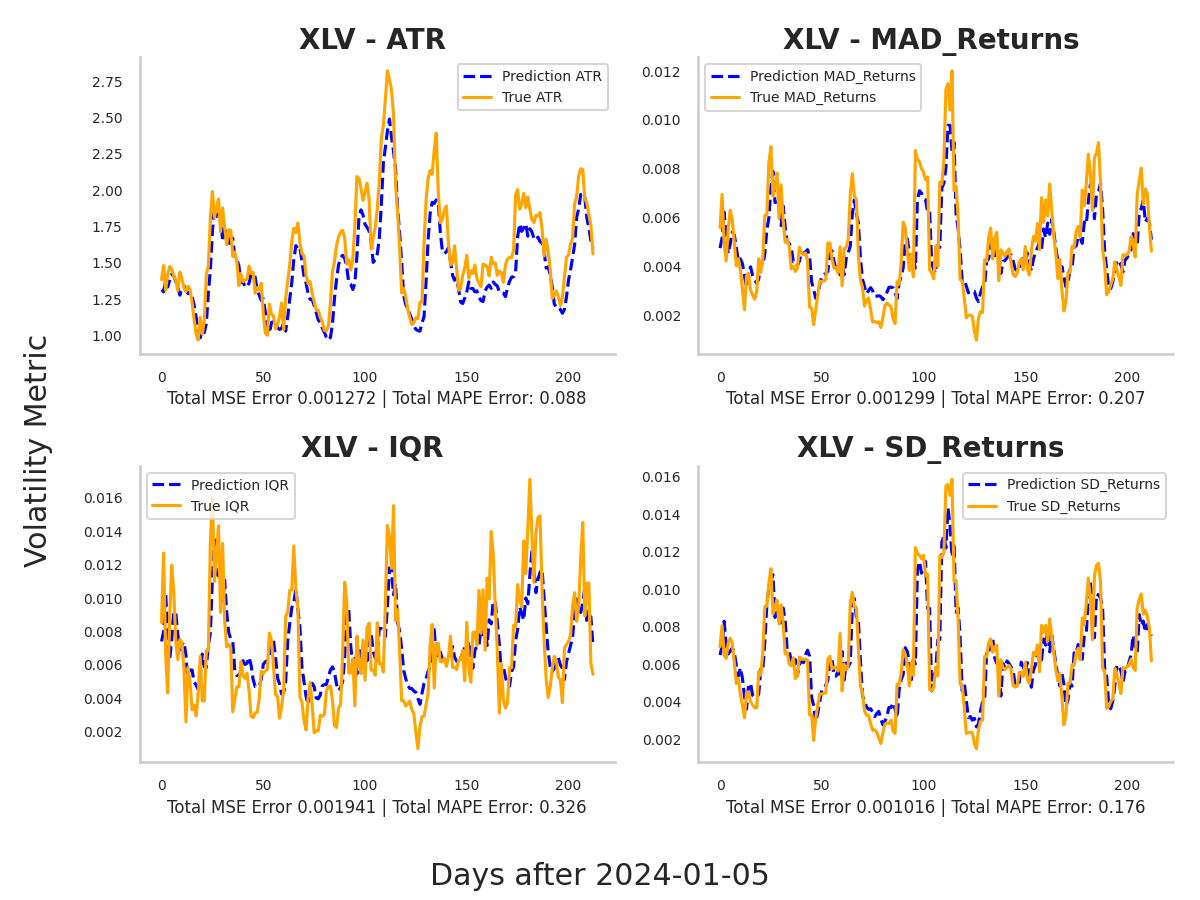 Volatility Metric
XLV - ATR
Prediction ATR
True ATR
2.75
2.50
2.25
2.00
1.75
1.50
1.25
1.00
0 50 100 150 200
Total MSE Error 0.001272 | Total MAPE Error: 0.088
XLV - MAD_Returns
Prediction MAD_Returns
True MAD_Returns
0.012
0.010
0.008
0.006
0.004
0.002
0 50 100 150 200
Total MSE Error 0.001299 | Total MAPE Error: 0.207
XLV - IQR
Prediction IQR
True IQR
0.016
0.014
0.012
0.010
0.008
0.006
0.004
0.002
0 50 100 150 200
Total MSE Error 0.001941 | Total MAPE Error: 0.326
XLV - SD_Returns
Prediction SD_Returns
True SD_Returns
0.016
0.014
0.012
0.010
0.008
0.006
0.004
0.002
0 50 100 150 200
Total MSE Error 0.001016 | Total MAPE Error: 0.176
Days after 2024-01-05